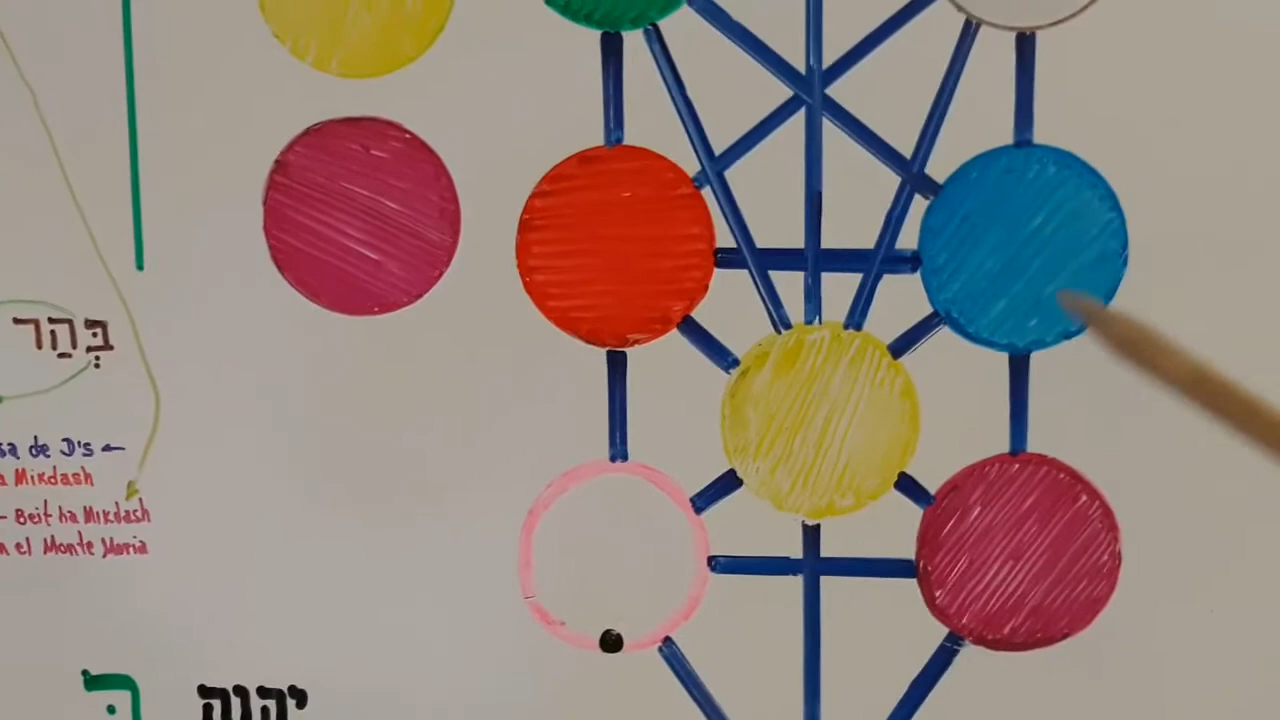 בְּהַר
sa de D's ←
a Mikdash
- Beit ha Mikdash
n el Monte Moria
הּ
יהוה